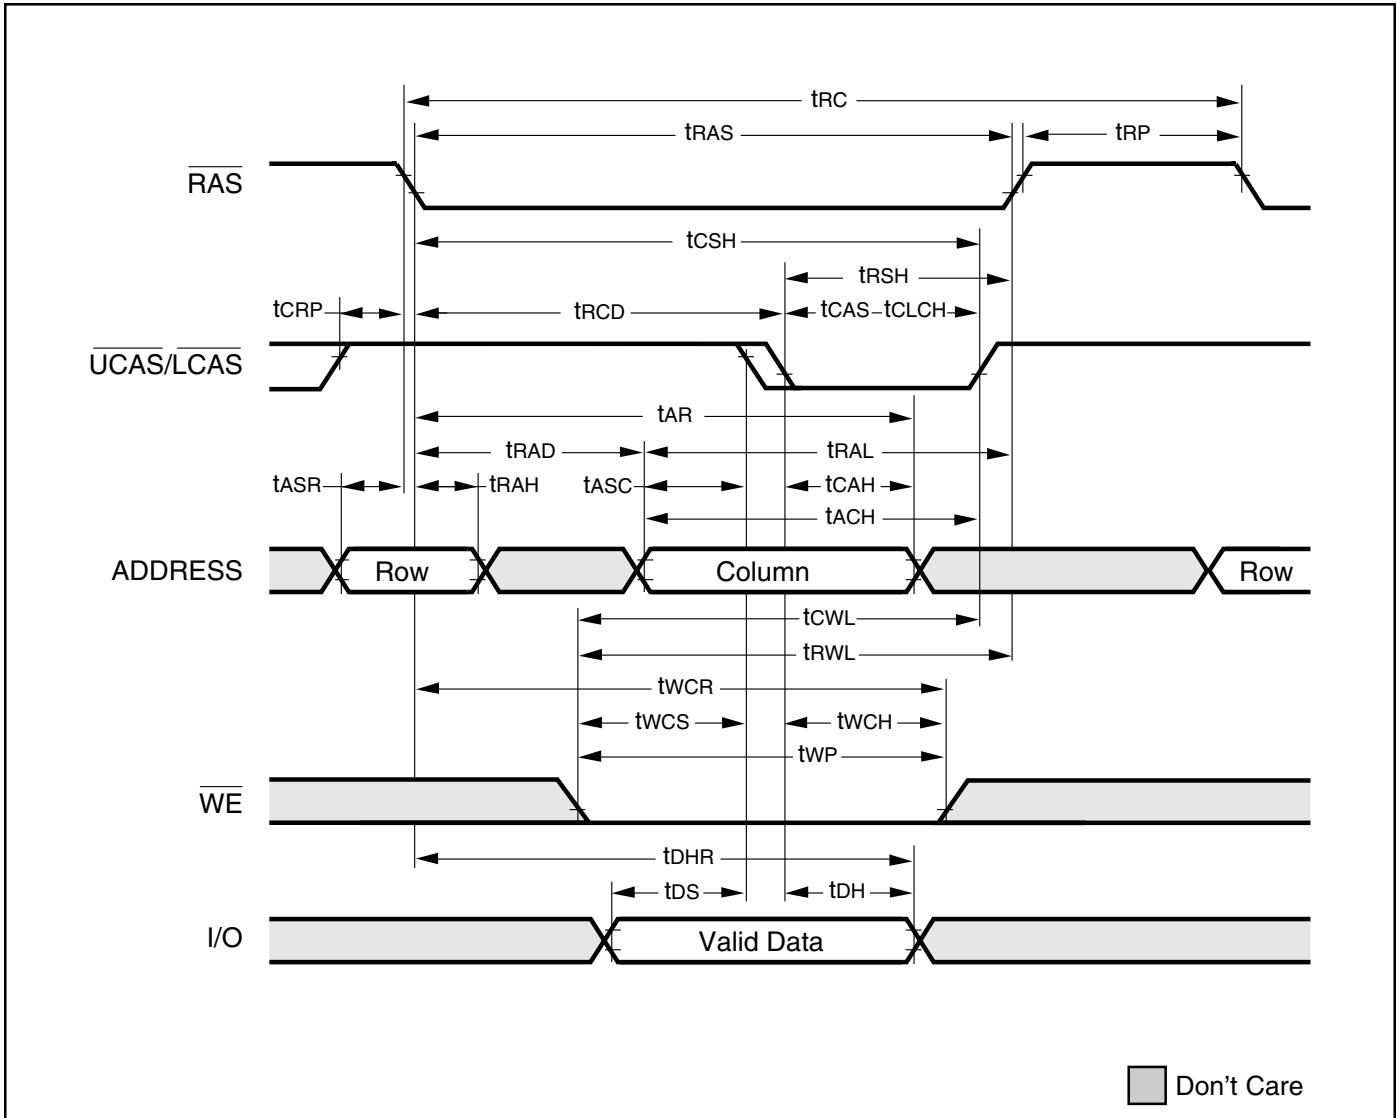 tRC
tRAS
tRP
RAS
tCSH
tRSH
tCRP
tRCD
tCAS
tCLCH
UCAS/LCAS
tAR
tRAD
tRAL
tASR
tRAH
tASC
tCAH
tACH
ADDRESS
Row
Column
Row
tCWL
tRWL
tWCR
tWCS
tWCH
tWP
WE
tDHR
tDS
tDH
I/O
Valid Data
Don't Care